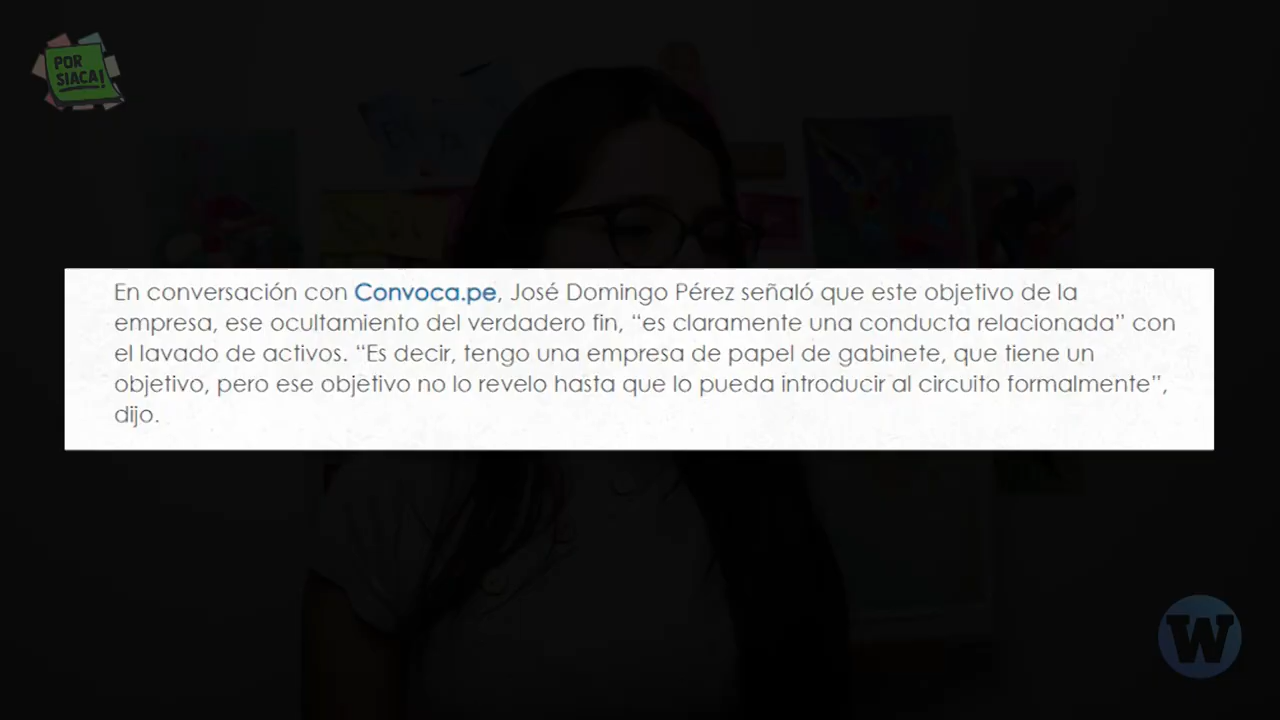 POR
SIACA!
En conversación con Convoca.pe, José Domingo Pérez señaló que este objetivo de la
empresa, ese ocultamiento del verdadero fin, “es claramente una conducta relacionada” con
el lavado de activos. “Es decir, tengo una empresa de papel de gabinete, que tiene un
objetivo, pero ese objetivo no lo revelo hasta que lo pueda introducir al circuito formalmente”,
dijo.
W